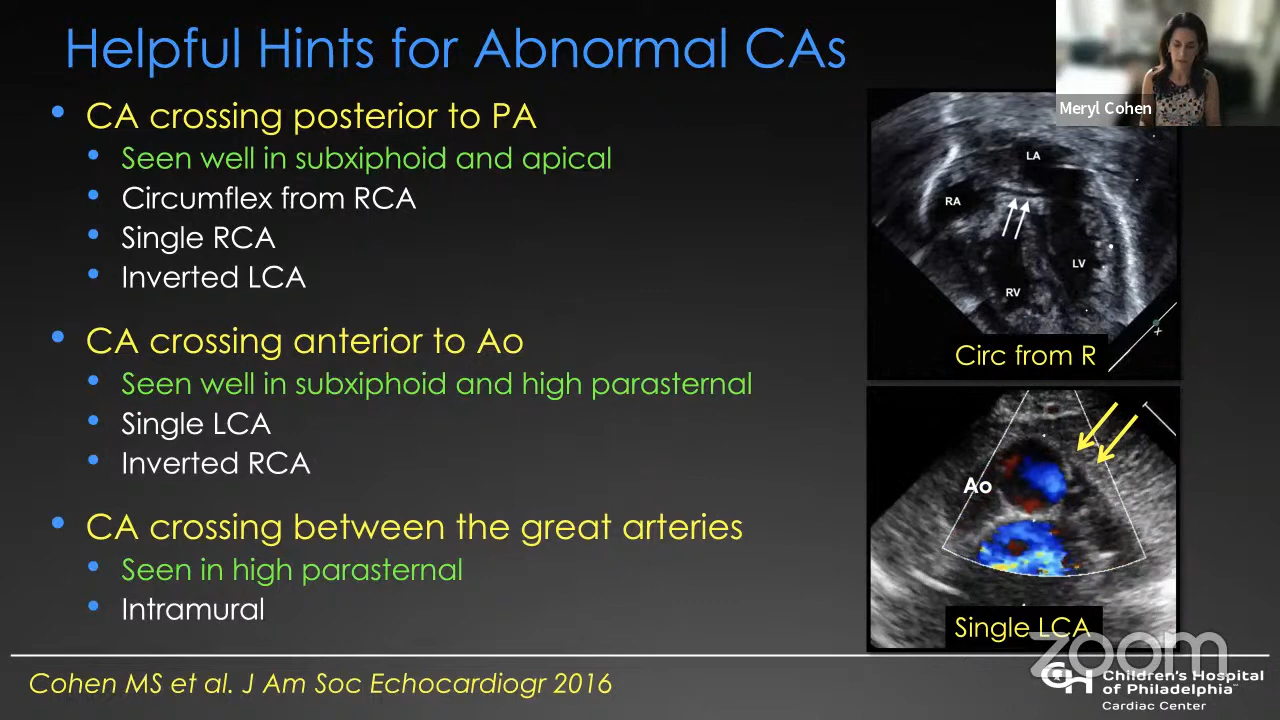 Helpful Hints for Abnormal CAs
Meryl Cohen
• CA crossing posterior to PA
• Seen well in subxiphoid and apical
• Circumflex from RCA
• Single RCA
• Inverted LCA
• CA crossing anterior to Ao
• Seen well in subxiphoid and high parasternal
• Single LCA
• Inverted RCA
• CA crossing between the great arteries
• Seen in high parasternal
• Intramural
LA
RA
LV
RV
Circ from R
Ao
Single LCA
zoom
Cohen MS et al. J Am Soc Echocardiogr 2016
CH Children's Hospital
of Philadelphia
Cardiac Center